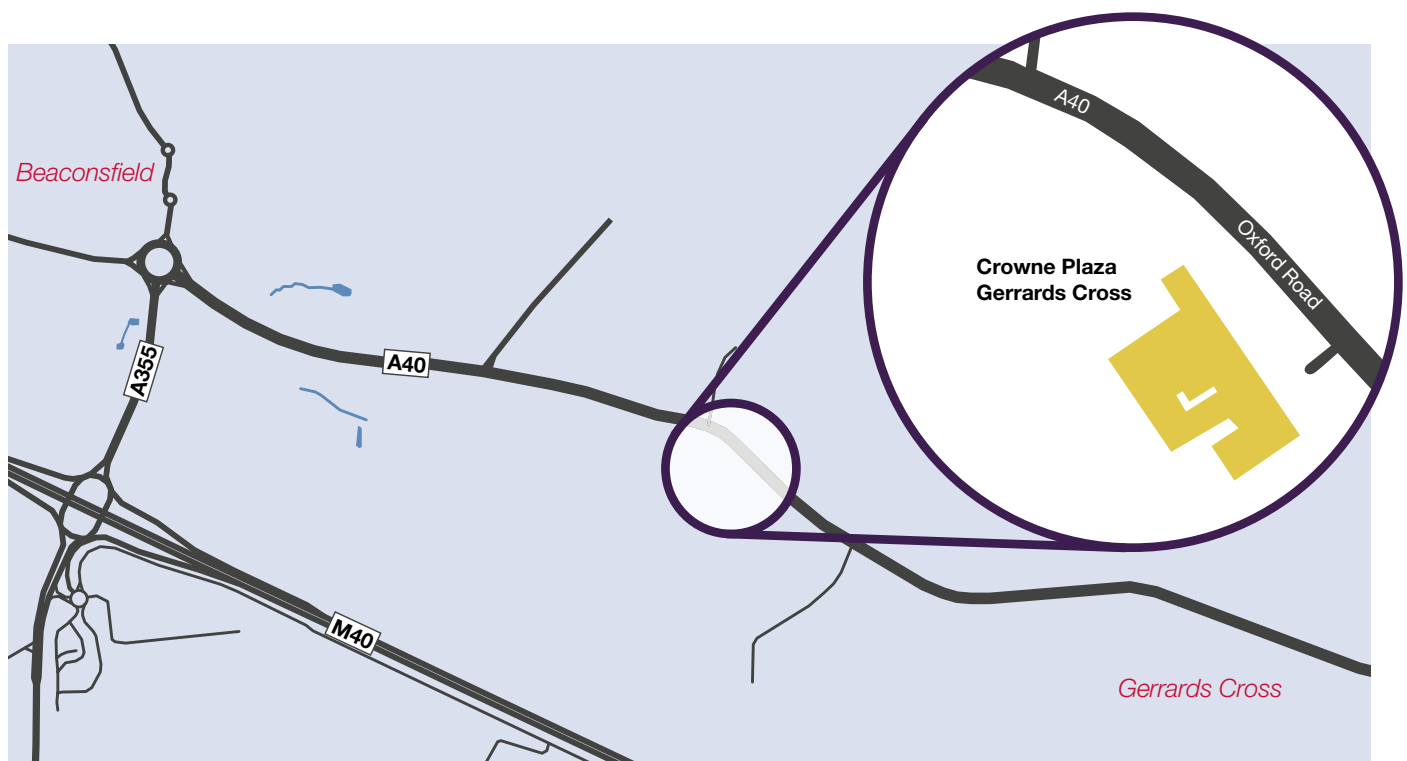 A40
Beaconsfield
Oxford Road
Crowne Plaza
Gerrards Cross
A355
A40
M40
Gerrards Cross